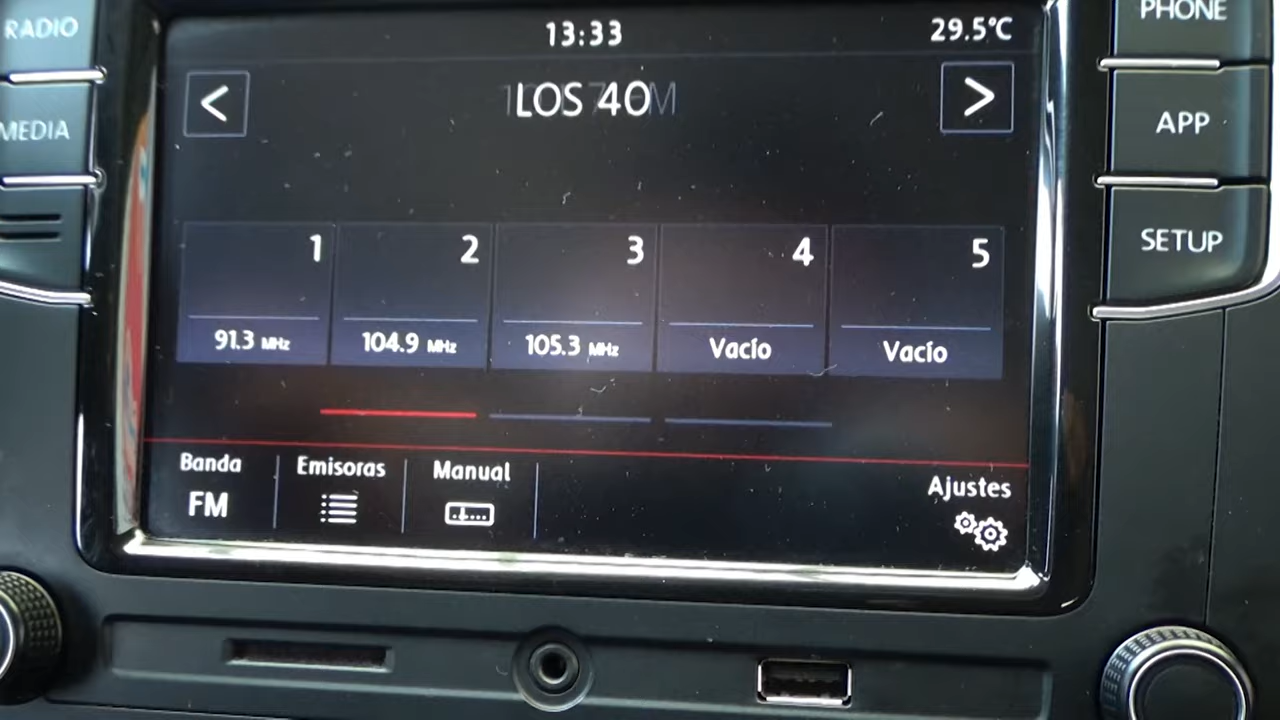 RADIO
MEDIA
13:33
29.5°C
<
LOS 40
>
1
2
3
4
5
91.3 MHz
104.9 MHz
105.3 MHz
Vacío
Vacío
Banda
FM
Emisoras
Manual
Ajustes
PHONE
APP
SETUP